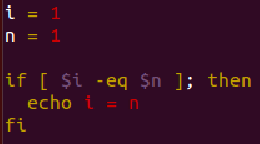 i = 1
n = 1
if [ $i -eq $n ]; then
echo i = n
fi